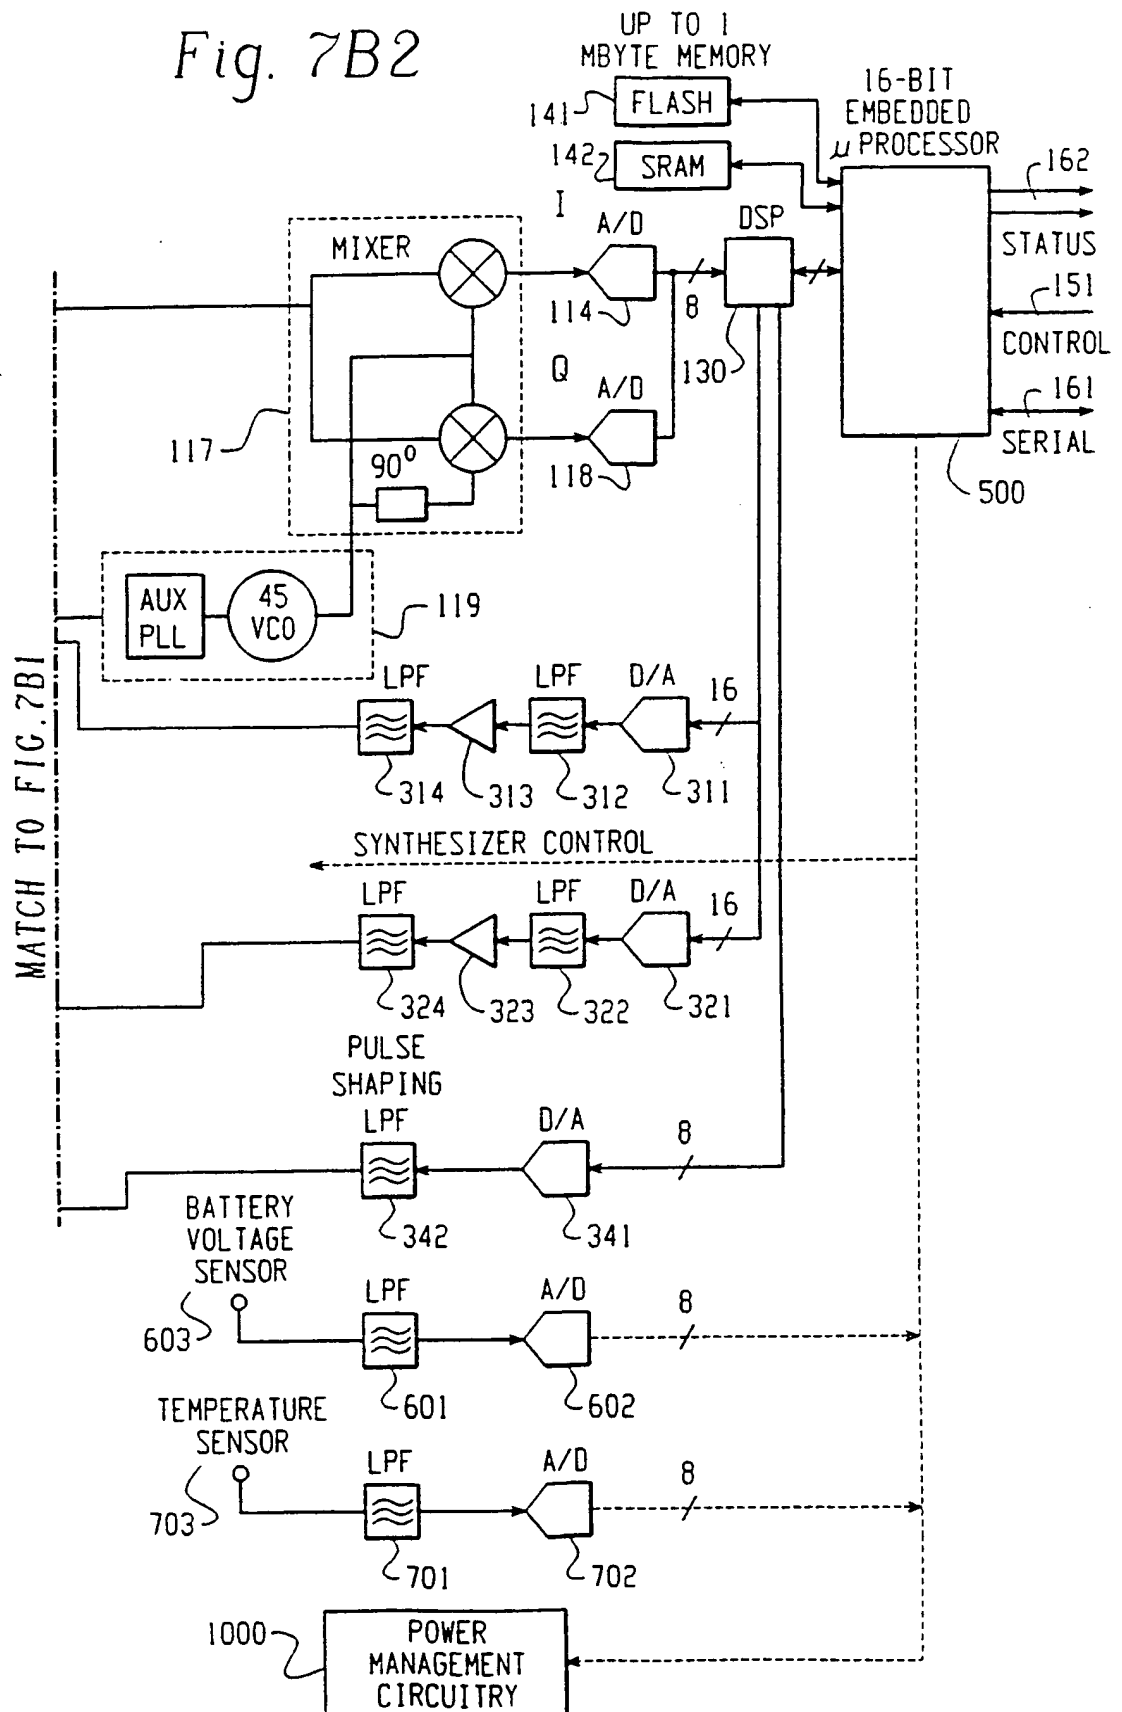 Fig. 7B2
UP TO 1
MBYTE MEMORY
141
FLASH
142
SRAM
16-BIT
EMBEDDED
μ PROCESSOR
162
STATUS
151
CONTROL
161
SERIAL
500
I
A/D
DSP
MIXER
114
8
130
Q
A/D
118
117
90°
AUX
PLL
45
VCO
119
MATCH TO FIG. 7B1
LPF
LPF
D/A
16
314
313
312
311
SYNTHESIZER CONTROL
LPF
LPF
D/A
16
324
323
322
321
PULSE
SHAPING
LPF
D/A
8
342
341
BATTERY
VOLTAGE
SENSOR
603
LPF
A/D
8
601
602
TEMPERATURE
SENSOR
703
LPF
A/D
8
701
702
1000
POWER
MANAGEMENT
CIRCUITRY